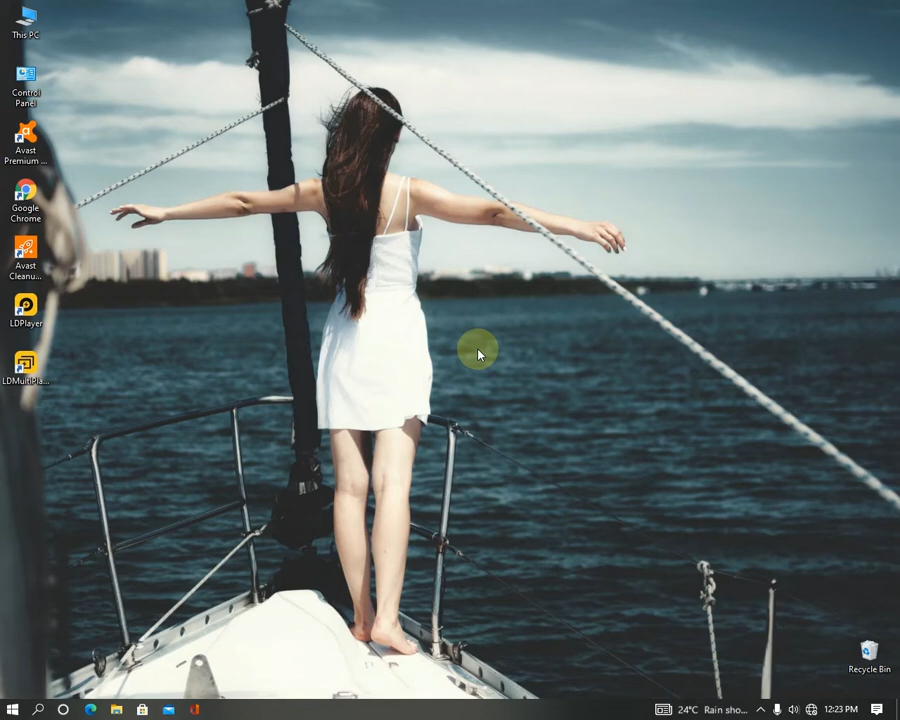 This PC
Control
Panel
Avast
Premium ...
Google
Chrome
Avast
Cleanu...
LDPlayer
LDMultiPla...
Recycle Bin
24°C Rain sho...
12:23 PM